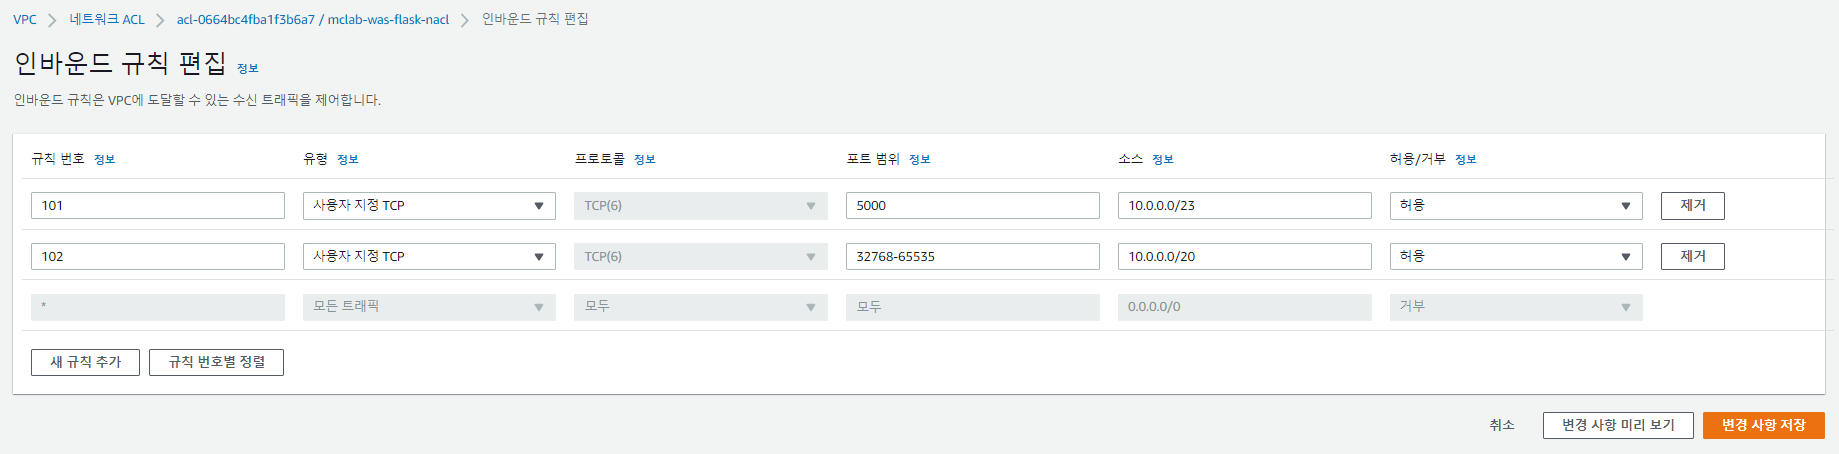 VPC > 네트워크 ACL > acl-0664bc4fba1f3b6a7 / mclab-was-flask-nacl > 인바운드 규칙 편집
인바운드 규칙 편집 정보
인바운드 규칙은 VPC에 도달할 수 있는 수신 트래픽을 제어합니다.
규칙 번호 정보 유형 정보 프로토콜 정보 포트 범위 정보 소스 정보 허용/거부 정보
101 사용자 지정 TCP TCP(6) 5000 10.0.0.0/23 허용 제거
102 사용자 지정 TCP TCP(6) 32768-65535 10.0.0.0/20 허용 제거
* 모든 트래픽 모두 모두 0.0.0.0/0 거부
새 규칙 추가 규칙 번호별 정렬
취소 변경 사항 미리 보기 변경 사항 저장